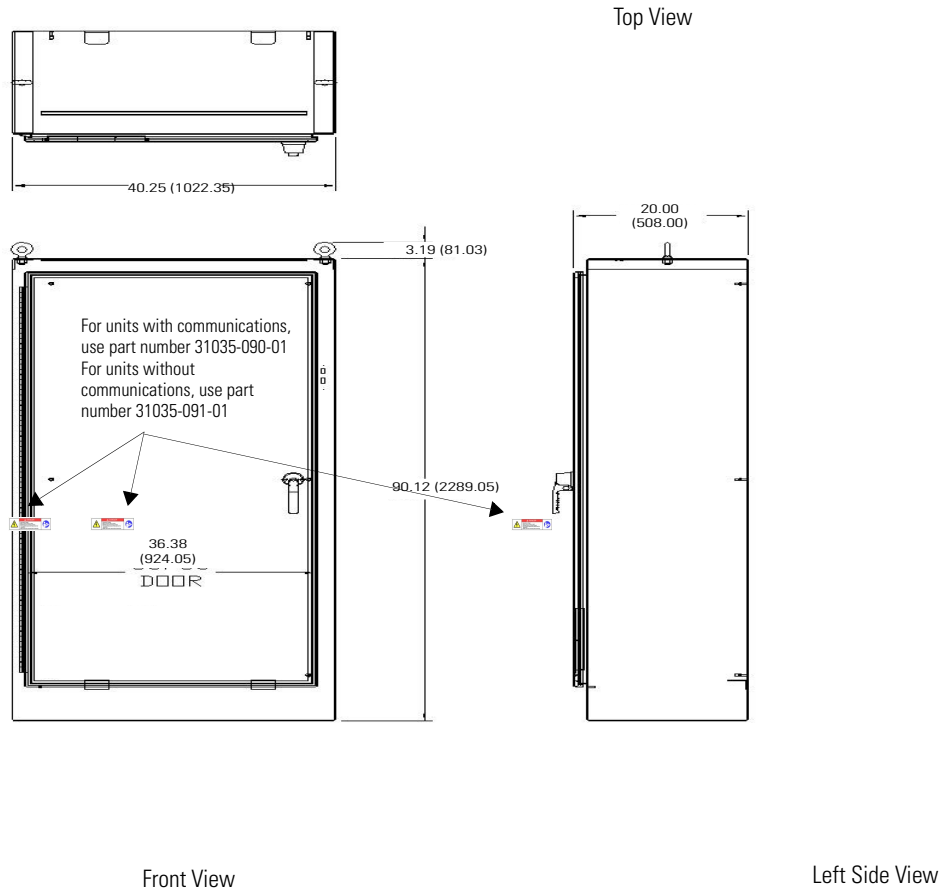 Top View
40.25 (1022.35)
20.00
(508.00)
3.19 (81.03)
For units with communications,
use part number 31035-090-01
For units without
communications, use part
number 31035-091-01
90.12 (2289.05)
36.38
(924.05)
DOOR
Front View
Left Side View